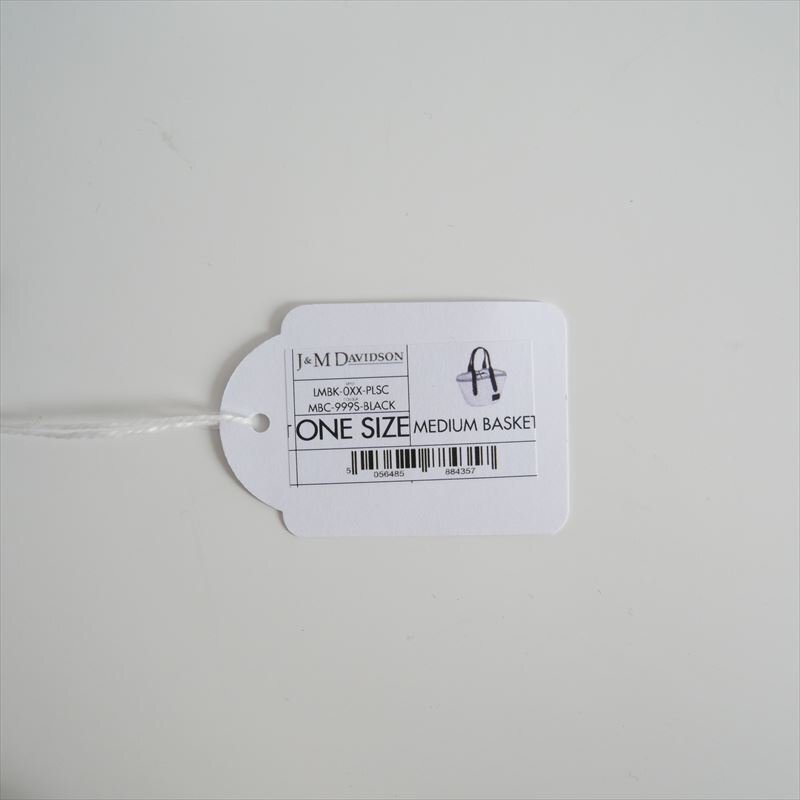 J&M DAVIDSON
LMBK-0XX-PLSC
MBC-999S-BLACK
ONE SIZE
MEDIUM BASKET
5 056485 884357